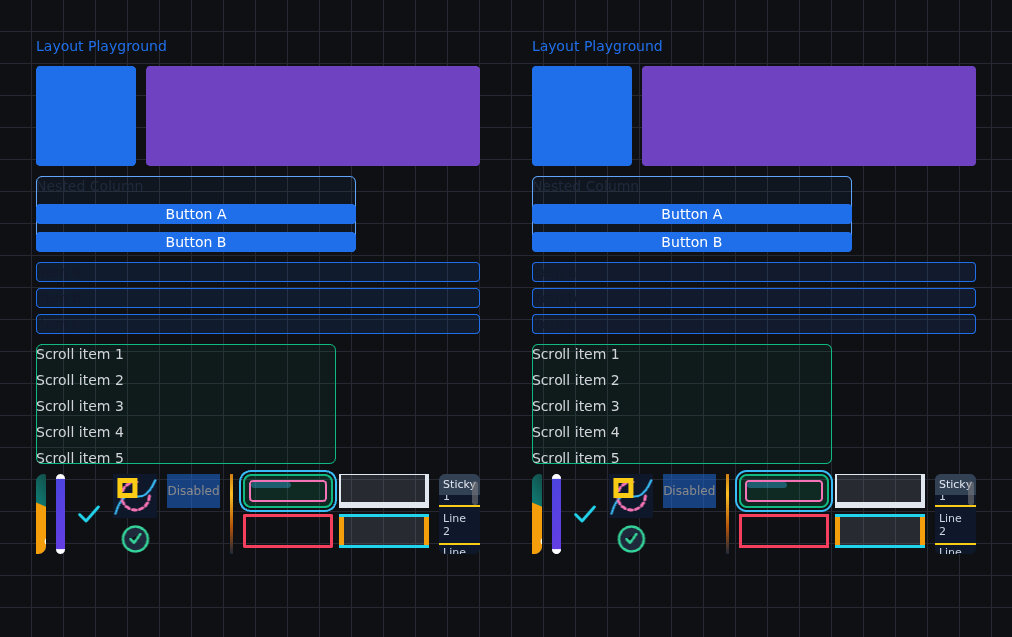 Layout Playground
Nested Column
Button A
Button B
Scroll item 1
Scroll item 2
Scroll item 3
Scroll item 4
Scroll item 5
Disabled
Sticky
1
Line
2
Line
Layout Playground
Nested Column
Button A
Button B
Scroll item 1
Scroll item 2
Scroll item 3
Scroll item 4
Scroll item 5
Disabled
Sticky
1
Line
2
Line